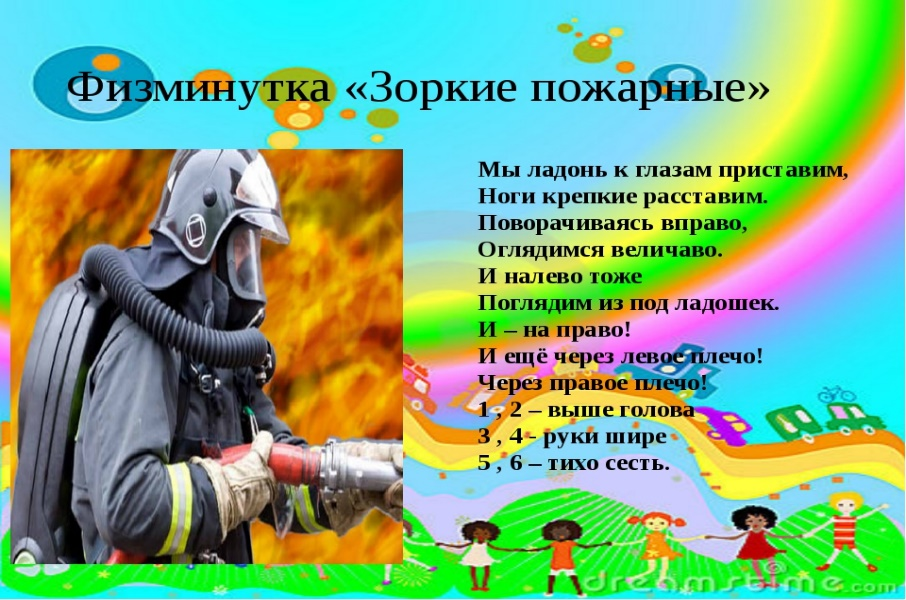 Физминутка «Зоркие пожарные»
Мы ладонь к глазам приставим,
Ноги крепкие расставим.
Поворачиваясь вправо,
Оглядимся величаво.
И налево тоже
Поглядим из под ладошек.
И – на право!
И ещё через левое плечо!
Через правое плечо!
1 , 2 – выше голова
3 , 4 - руки шире
5 , 6 – тихо сесть.
dreamstime.com